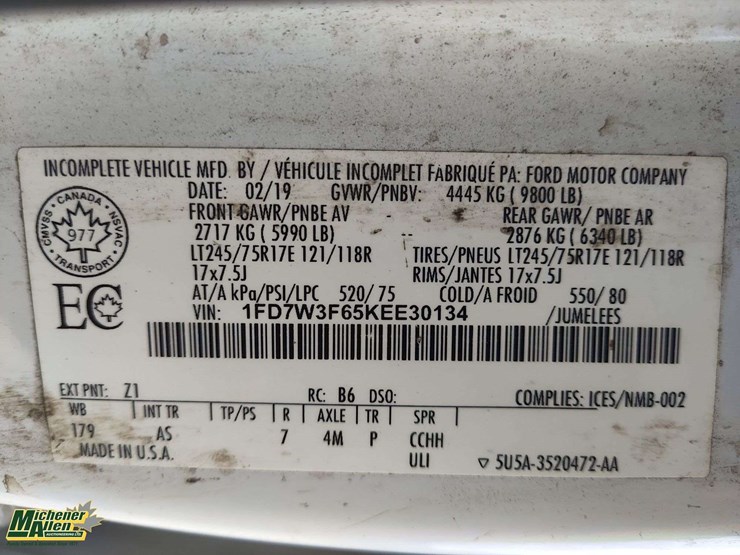 INCOMPLETE VEHICLE MFD. BY / VÉHICULE INCOMPLET FABRIQUÉ PA: FORD MOTOR COMPANY
DATE: 02/19 GVWR/PNBV: 4445 KG ( 9800 LB)
FRONT GAWR/PNBE AV REAR GAWR/ PNBE AR
2717 KG ( 5990 LB) -- 2876 KG ( 6340 LB)
LT245/75R17E 121/118R TIRES/PNEUS LT245/75R17E 121/118R
17x7.5J RIMS/JANTES 17x7.5J
AT/A kPa/PSI/LPC 520/ 75 COLD/A FROID 550/ 80
VIN: 1FD7W3F65KEE30134 /JUMELEES
CMVSS · CANADA · NSVAC
977
TRANSPORT
EC
EXT PNT: Z1 RC: B6 DSO: COMPLIES: ICES/NMB-002
WB INT TR TP/PS R AXLE TR SPR
179 AS 7 4M P CCHH
MADE IN U.S.A. ULI ▽ 5U5A-3520472-AA
Michener
Allen
AUCTIONEERING LTD